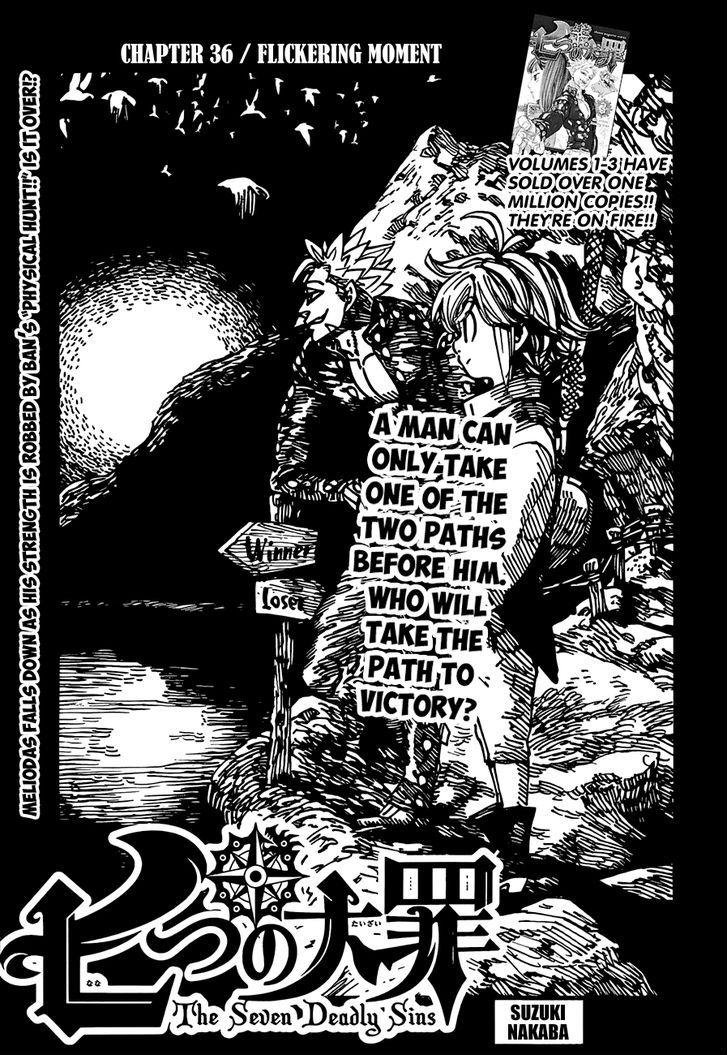 CHAPTER 36 / FLICKERING MOMENT
VOLUMES 1-3 HAVE
SOLD OVER ONE
MILLION COPIES!!
THEY'RE ON FIRE!!
MELIODAS FALLS DOWN AS HIS STRENGTH IS ROBBED BY BAN'S "PHYSICAL HUNT!!" IS IT OVER!?
A MAN CAN
ONLY TAKE
ONE OF THE
TWO PATHS
BEFORE HIM.
WHO WILL
TAKE THE
PATH TO
VICTORY?
Winner
Loser
七つの大罪
なな
たいざい
The Seven Deadly Sins
SUZUKI
NAKABA